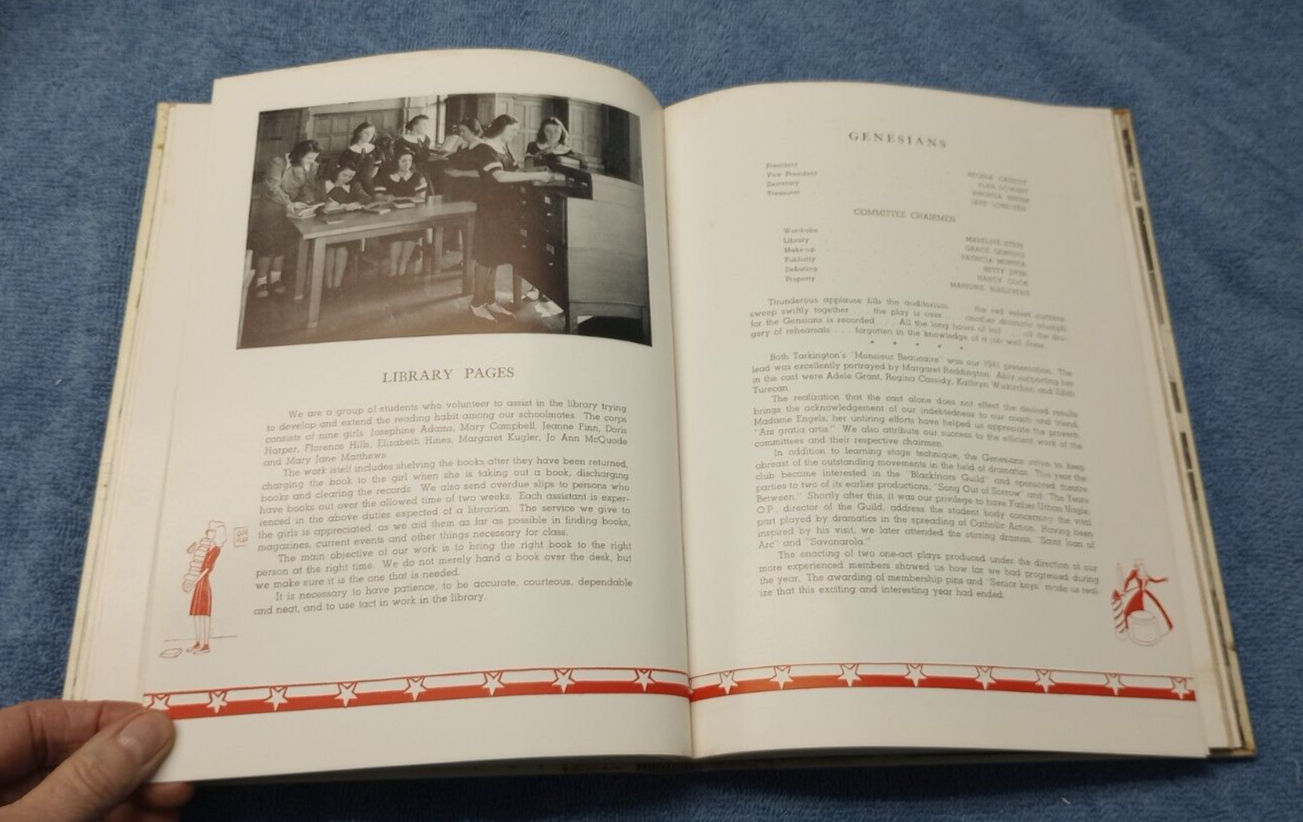 LIBRARY PAGES
We are a group of students who volunteer to assist in the library trying
to develop and extend the reading habit among our schoolmates. The corps
consists of nine girls: Josephine Adams, Mary Campbell, Jeanne Finn, Doris
Harper, Florence Hills, Elizabeth Hines, Margaret Kugler, Jo Ann McQuade
and Mary Jane Matthews.
The work istelf includes shelving the books after they have been returned,
charging the book to the girl when she is taking out a book, discharging
books and clearing the records. We also send overdue slips to persons who
have books out over the allowed time of two weeks. Each assistant is exper-
ienced in the above duties expected of a librarian. The service we give to
the girls is appreciated, as we aid them as far as possible in finding books,
magazines, current events and other things necessary for class.
The main objective of our work is to bring the right book to the right
person at the right time. We do not merely hand a book over the desk, but
we make sure it is the one that is needed.
It is necessary to have patience, to be accurate, courteous, dependable
and neat, and to use tact in work in the library.
GENESIANS
President
Vice President
Secretary
Treasurer
COMMITTEE CHAIRMEN
Wardrobe
Library
Make-up
Publicity
Debating
Property
MADELINE STEIN
GRACE
PATRICIA
BETTY DYER
NANCY COOK
MARJORIE
Thunderous applause fills the auditorium . . . the red velvet curtains
sweep swiftly together . . . the play is over . . . another dramatic triumph
for the Gensians is recorded . . . All the long hours of toil . . . all the dru-
gery of rehearsals . . . forgotten in the knowledge of a job well done.
* * * * *
Both Tarkington's "Monsieur Beaucaire" was our 1941 presentation. The
lead was excellently portrayed by Margaret Reddington. Ably supporting her
in the cast were Adele Grant, Regina Cassidy, Kathryn Wiskirchen and Edith
Turecan.
The realization that the cast alone does not effect the desired results
brings the acknowledgement of our indebtedness to our coach and friend,
Madame Engels, her untiring efforts have helped us appreciate the proverb,
"Ars gratia artis." We also attribute our success to the efficient work of the
committees and their respective chairmen.
In addition to learning stage technique, the Genesians strive to keep
abreast of the outstanding movements in the field of dramatics. This year the
club became interested in the "Blackfriars Guild" and sponsored theatre
parties to two of its earlier productions, "Song Out of Sorrow" and "The Years
Between." Shortly after this, it was our privilege to have Father Urban Nagle,
O.P., director of the Guild, address the student body concerning the vital
part played by dramatics in the spreading of Catholic Action. Having been
inspired by his visit, we later attended the stirring dramas, "Saint Joan of
Arc" and "Savonarola."
The enacting of two one-act plays produced under the direction of our
more experienced members showed us how far we had progressed during
the year. The awarding of membership pins and "Senior keys" made us real-
ize that this exciting and interesting year had ended.